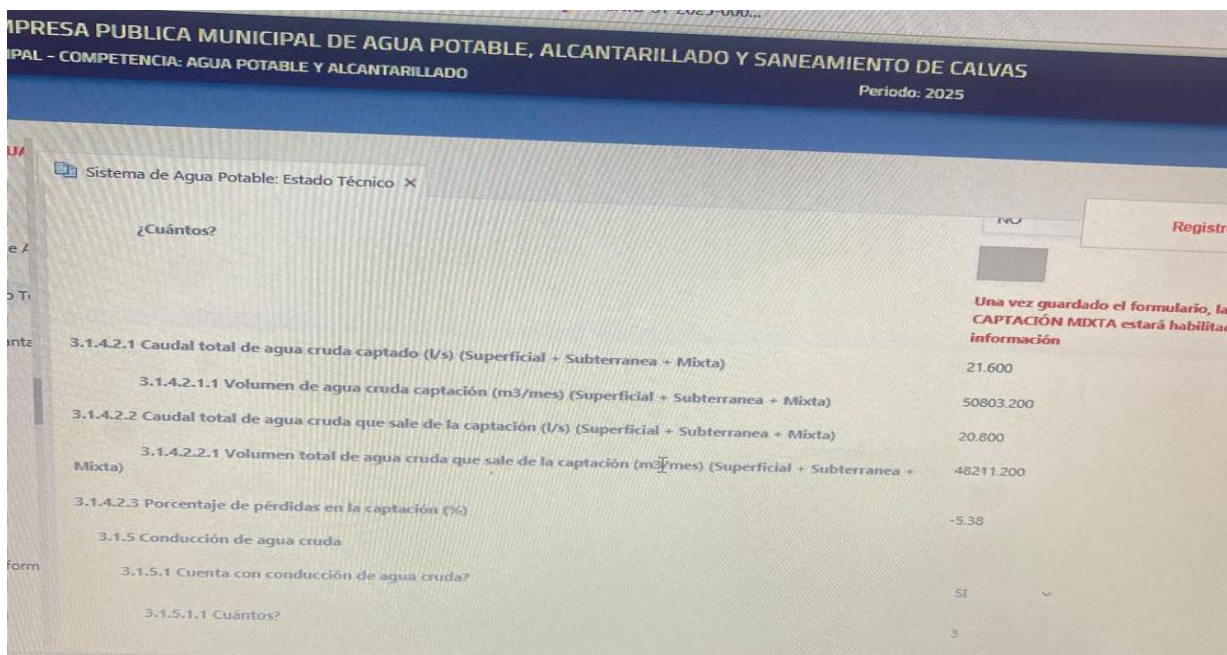 MPRESA PUBLICA MUNICIPAL DE AGUA POTABLE, ALCANTARILLADO Y SANEAMIENTO DE CALVAS
IPAL – COMPETENCIA: AGUA POTABLE Y ALCANTARILLADO
Periodo: 2025
Sistema de Agua Potable: Estado Técnico ×
NO
Registr
¿Cuántos?
Una vez guardado el formulario, la
CAPTACIÓN MIXTA estará habilitad
información
3.1.4.2.1 Caudal total de agua cruda captado (l/s) (Superficial + Subterranea + Mixta) 21.600
3.1.4.2.1.1 Volumen de agua cruda captación (m3/mes) (Superficial + Subterranea + Mixta) 50803.200
3.1.4.2.2 Caudal total de agua cruda que sale de la captación (l/s) (Superficial + Subterranea + Mixta) 20.800
3.1.4.2.2.1 Volumen total de agua cruda que sale de la captación (m3/mes) (Superficial + Subterranea + 48211.200
Mixta)
3.1.4.2.3 Porcentaje de pérdidas en la captación (%) -5.38
3.1.5 Conducción de agua cruda
form
3.1.5.1 Cuenta con conducción de agua cruda? SI
3.1.5.1.1 Cuántos? 3